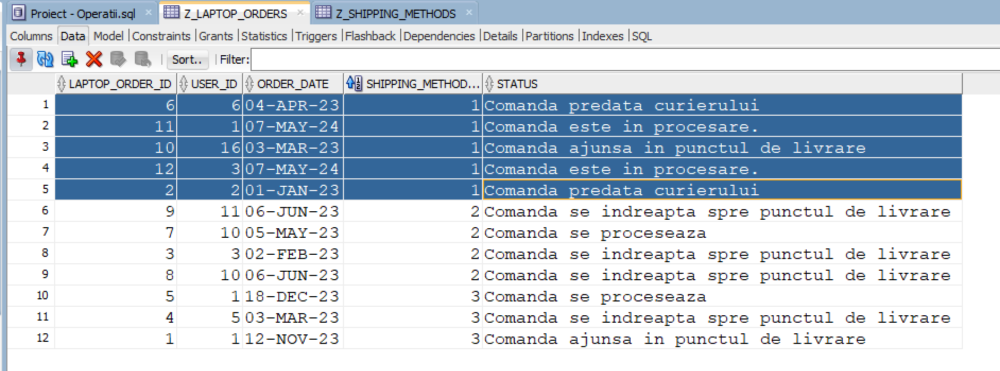 Proiect - Operatii.sql × Z_LAPTOP_ORDERS × Z_SHIPPING_METHODS ×
Columns Data Model |Constraints |Grants |Statistics |Triggers |Flashback |Dependencies |Details |Partitions |Indexes |SQL
Sort.. Filter:
LAPTOP_ORDER_ID USER_ID ORDER_DATE SHIPPING_METHOD... STATUS
1 6 6 04-APR-23 1 Comanda predata curierului
2 11 1 07-MAY-24 1 Comanda este in procesare.
3 10 16 03-MAR-23 1 Comanda ajunsa in punctul de livrare
4 12 3 07-MAY-24 1 Comanda este in procesare.
5 2 2 01-JAN-23 1 Comanda predata curierului
6 9 11 06-JUN-23 2 Comanda se indreapta spre punctul de livrare
7 7 10 05-MAY-23 2 Comanda se proceseaza
8 3 3 02-FEB-23 2 Comanda se indreapta spre punctul de livrare
9 8 10 06-JUN-23 2 Comanda se indreapta spre punctul de livrare
10 5 1 18-DEC-23 3 Comanda se proceseaza
11 4 5 03-MAR-23 3 Comanda se indreapta spre punctul de livrare
12 1 1 12-NOV-23 3 Comanda ajunsa in punctul de livrare